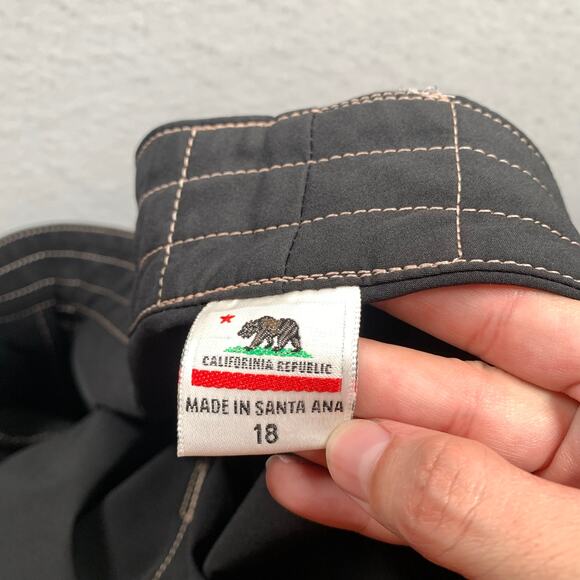 CALIFORINIA REPUBLIC
MADE IN SANTA ANA
18